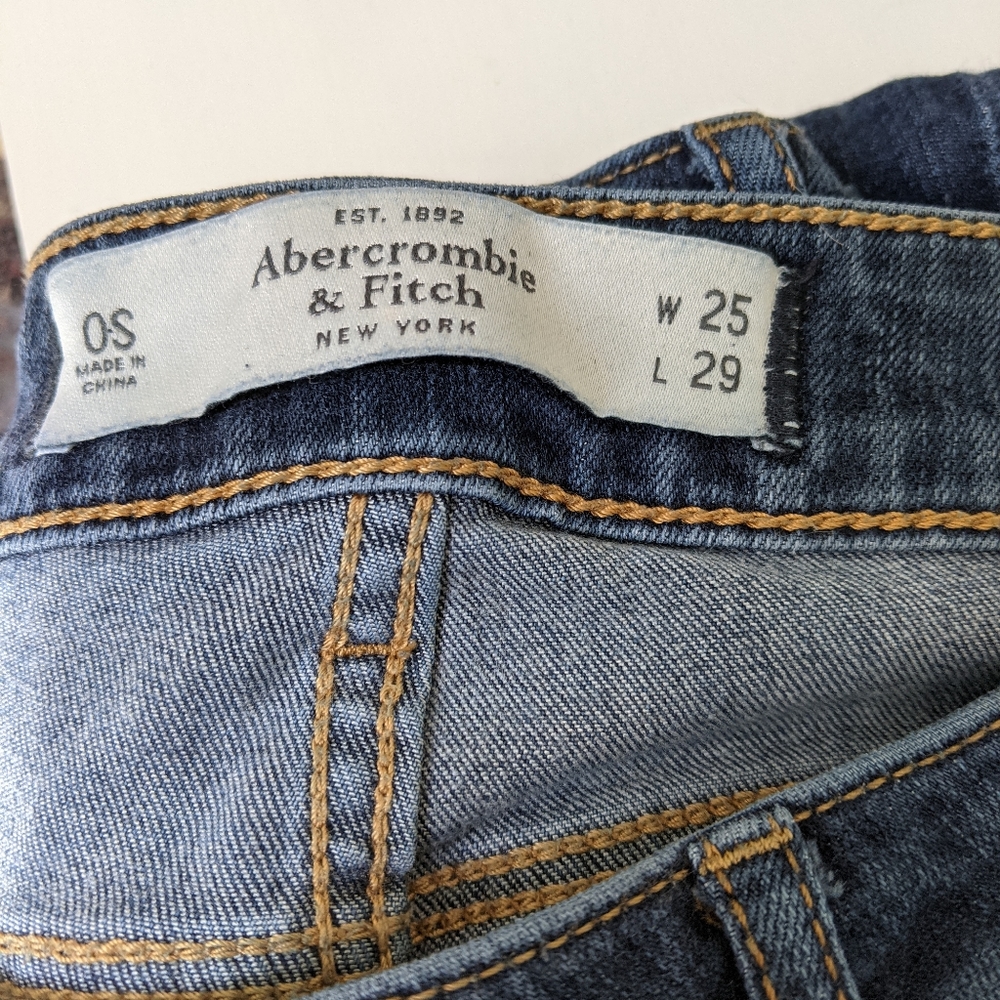 EST. 1892
Abercrombie
& Fitch
NEW YORK
0S
MADE IN
CHINA
W 25
L 29